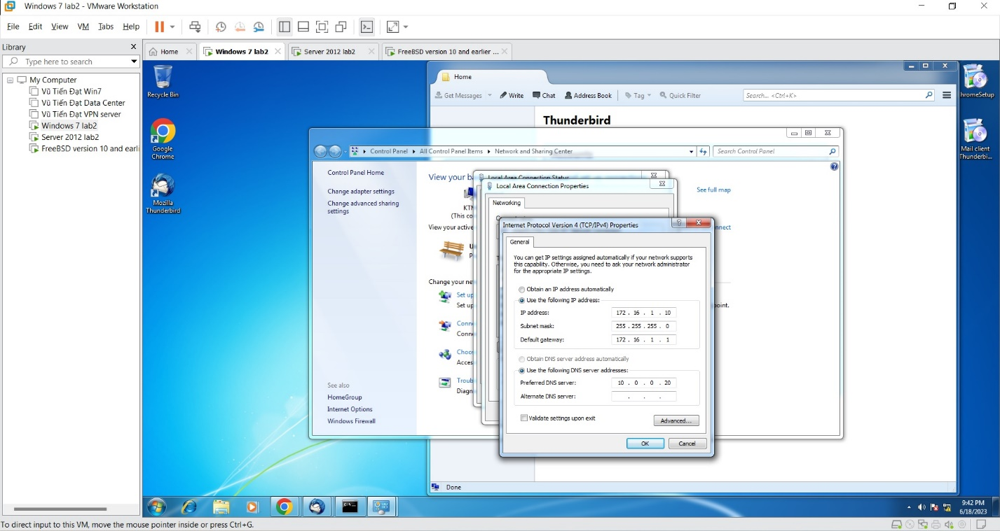 Windows 7 lab2 - VMware Workstation
File Edit View VM Tabs Help
Library
Type here to search
My Computer
Vũ Tiến Đạt Win7
Vũ Tiến Đạt Data Center
Vũ Tiến Đạt VPN server
Windows 7 lab2
Server 2012 lab2
FreeBSD version 10 and earli
Home
Windows 7 lab2
Server 2012 lab2
FreeBSD version 10 and earlier ...
Recycle Bin
Google
Chrome
Mozilla
Thunderbird
Home
Get Messages Write Chat Address Book Tag Quick Filter
Search... <Ctrl+K>
Thunderbird
hromeSetup
Mail client
Thunderbi...
Control Panel All Control Panel Items Network and Sharing Center
Search Control Panel
Control Panel Home
Change adapter settings
Change advanced sharing
settings
See also
HomeGroup
Internet Options
Windows Firewall
View your ba
KTM
(This co
View your active
Change your ne
Set up
Set up
Conne
Conne
Choos
Acces
Troub
Diagn
See full map
nnect
point.
Local Area Connection Status
Local Area Connection Properties
Networking
Internet Protocol Version 4 (TCP/IPv4) Properties
General
You can get IP settings assigned automatically if your network supports
this capability. Otherwise, you need to ask your network administrator
for the appropriate IP settings.
Obtain an IP address automatically
Use the following IP address:
IP address: 172 . 16 . 1 . 10
Subnet mask: 255 . 255 . 255 . 0
Default gateway: 172 . 16 . 1 . 1
Obtain DNS server address automatically
Use the following DNS server addresses:
Preferred DNS server: 10 . 0 . 0 . 20
Alternate DNS server: . . .
Validate settings upon exit
Advanced...
OK Cancel
Done
9:42 PM
6/18/2023
To direct input to this VM, move the mouse pointer inside or press Ctrl+G.